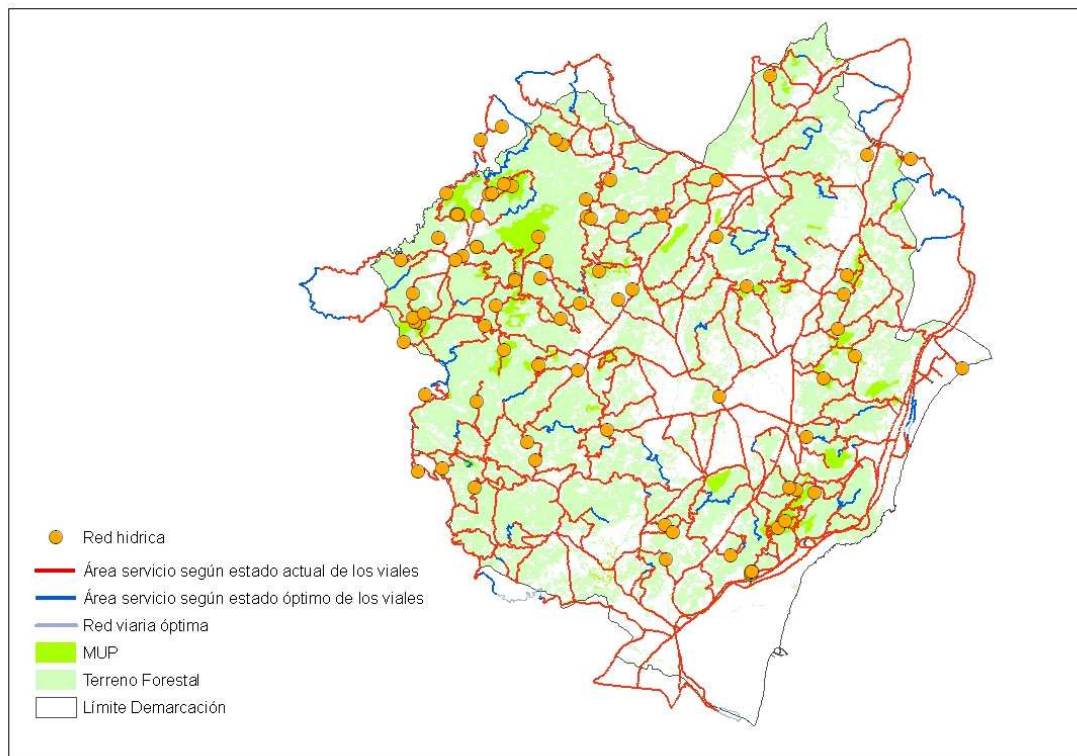 Red hidrica
Área servicio según estado actual de los viales
Área servicio según estado óptimo de los viales
Red viaria óptima
MUP
Terreno Forestal
Límite Demarcación